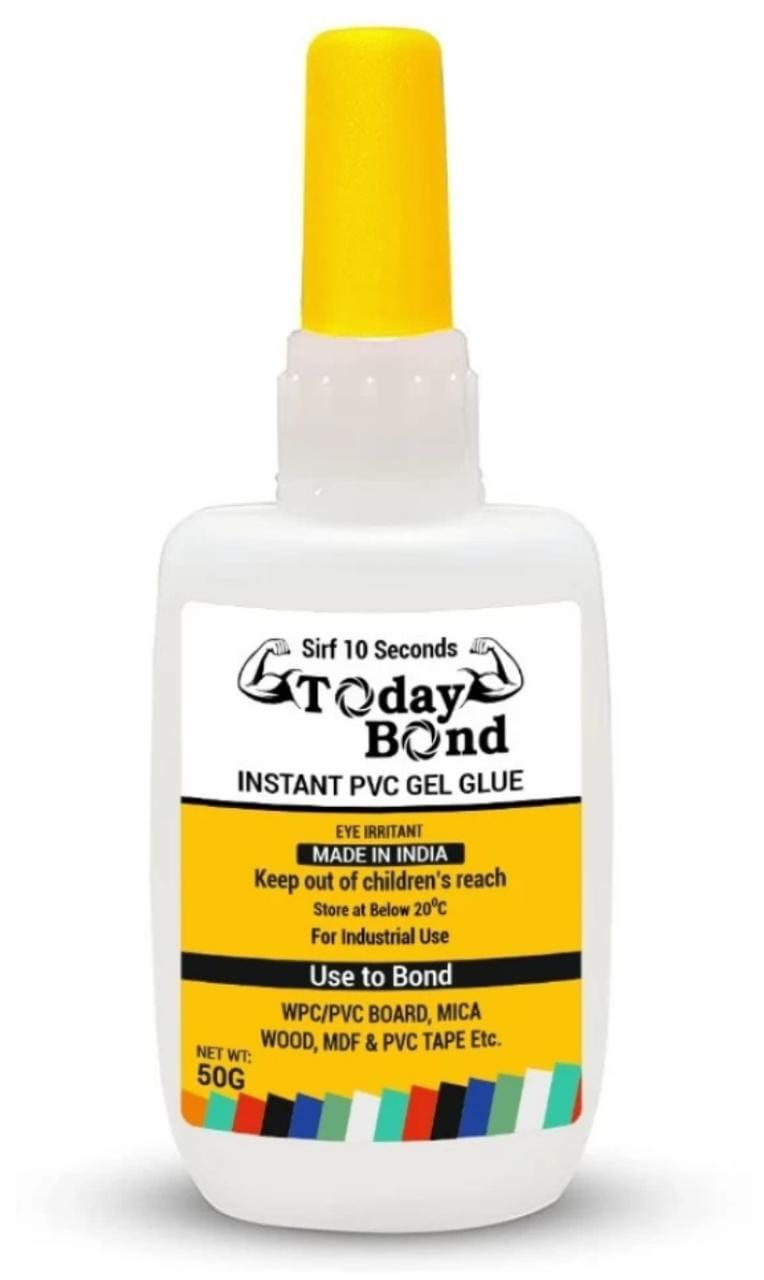 Sirf 10 Seconds
Today
Bond
INSTANT PVC GEL GLUE
EYE IRRITANT
MADE IN INDIA
Keep out of children's reach
Store at Below 20⁰C
For Industrial Use
Use to Bond
WPC/PVC BOARD, MICA
WOOD, MDF & PVC TAPE Etc.
NET WT:
50G